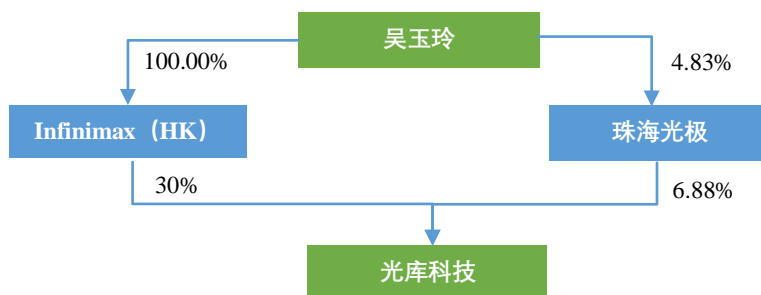 吴玉玲
100.00%
4.83%
Infinimax（HK）
珠海光极
30%
6.88%
光库科技